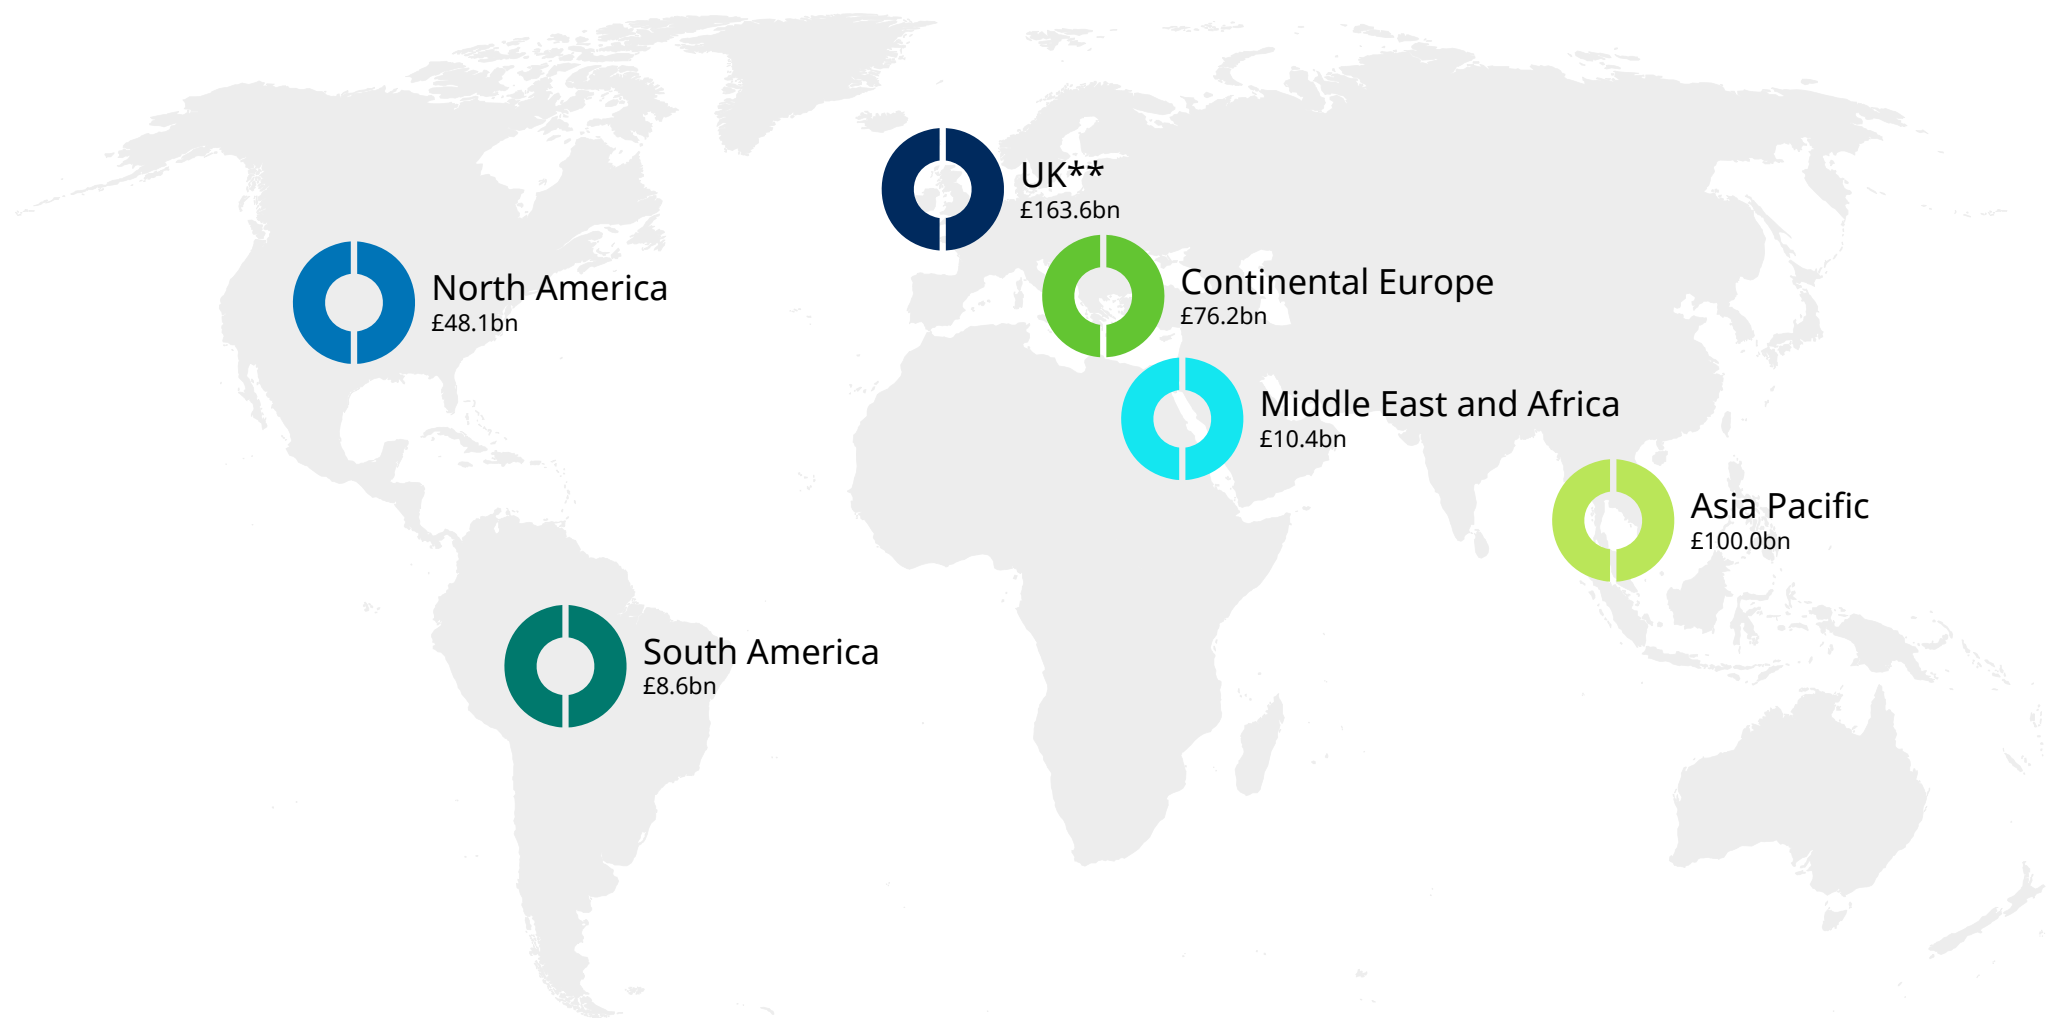 UK**
£163.6bn
North America
£48.1bn
Continental Europe
£76.2bn
Middle East and Africa
£10.4bn
Asia Pacific
£100.0bn
South America
£8.6bn